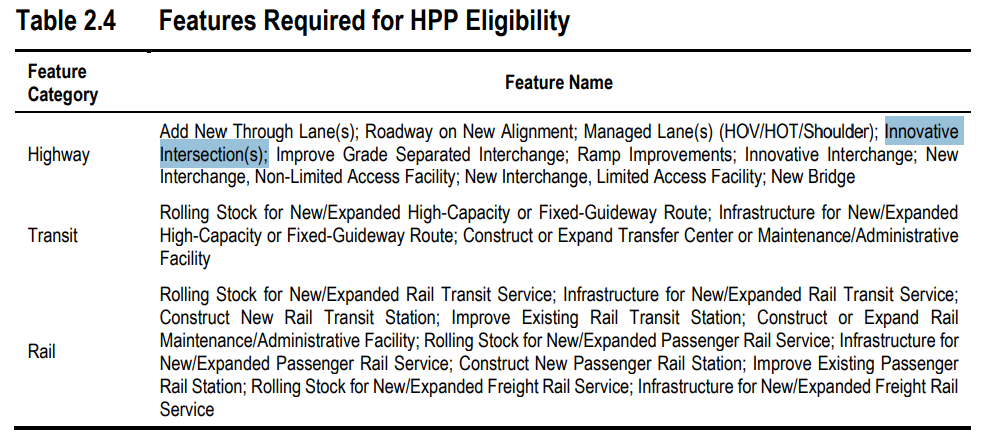 Table 2.4 Features Required for HPP Eligibility
Feature
Category
Feature Name
Highway
Add New Through Lane(s); Roadway on New Alignment; Managed Lane(s) (HOV/HOT/Shoulder); Innovative
Intersection(s); Improve Grade Separated Interchange; Ramp Improvements; Innovative Interchange; New
Interchange, Non-Limited Access Facility; New Interchange, Limited Access Facility; New Bridge
Transit
Rolling Stock for New/Expanded High-Capacity or Fixed-Guideway Route; Infrastructure for New/Expanded
High-Capacity or Fixed-Guideway Route; Construct or Expand Transfer Center or Maintenance/Administrative
Facility
Rail
Rolling Stock for New/Expanded Rail Transit Service; Infrastructure for New/Expanded Rail Transit Service;
Construct New Rail Transit Station; Improve Existing Rail Transit Station; Construct or Expand Rail
Maintenance/Administrative Facility; Rolling Stock for New/Expanded Passenger Rail Service; Infrastructure for
New/Expanded Passenger Rail Service; Construct New Passenger Rail Station; Improve Existing Passenger
Rail Station; Rolling Stock for New/Expanded Freight Rail Service; Infrastructure for New/Expanded Freight Rail
Service